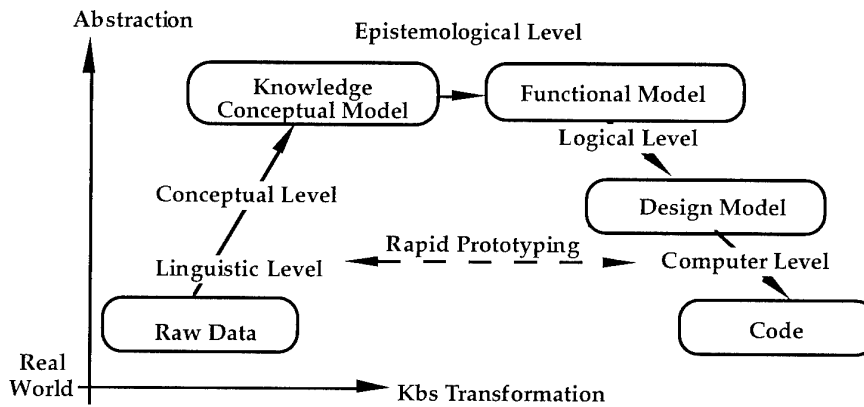 Abstraction
Epistemological Level
Knowledge
Conceptual Model
Functional Model
Logical Level
Conceptual Level
Design Model
Rapid Prototyping
Linguistic Level
Computer Level
Raw Data
Code
Real
World
Kbs Transformation